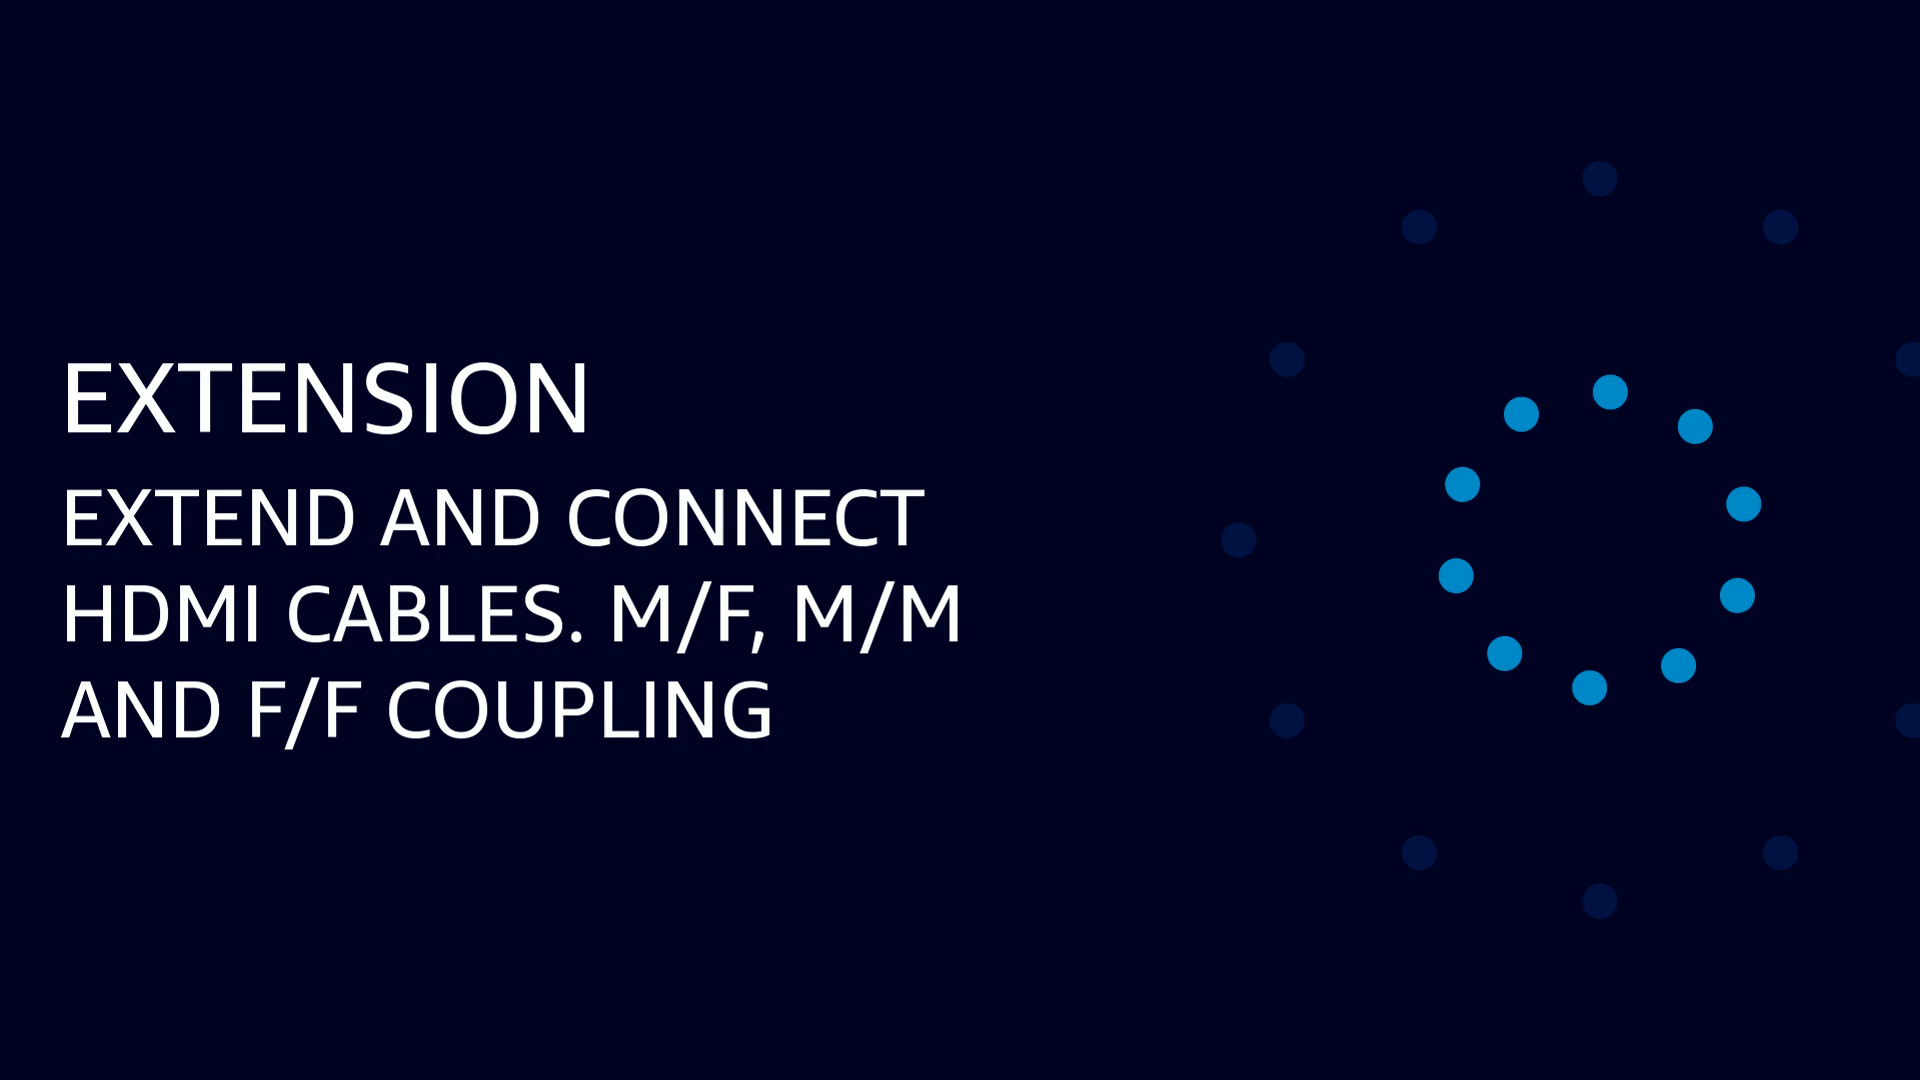 EXTENSION
EXTEND AND CONNECT
HDMI CABLES. M/F, M/M
AND F/F COUPLING